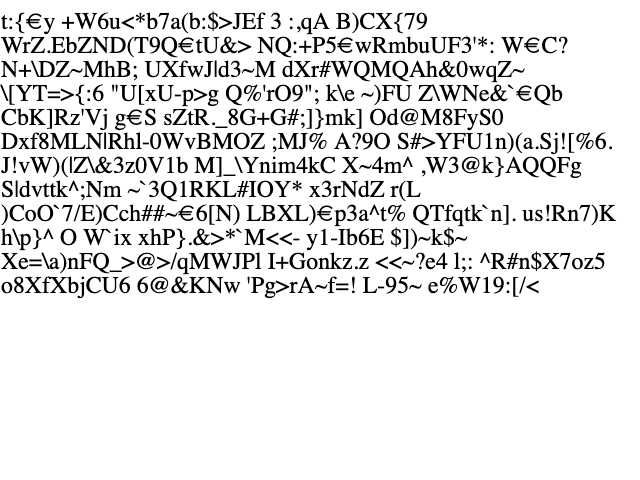 t:{€y +W6u<*b7a(b:$>JEf 3 :,qA B)CX{79
WrZ.EbZND(T9Q€tU&> NQ:+P5€wRmbuUF3'*: W€C?
N+\DZ~MhB; UXfwJ|d3~M dXr#WQMQAh&0wqZ~
\[YT=>{:6 "U[xU-p>g Q%'rO9"; k\e ~)FU Z\WNe&`€Qb
CbK]Rz'Vj g€S sZtR._8G+G#;]}mk] Od@M8FyS0
Dxf8MLN|Rhl-0WvBMOZ ;MJ% A?9O S#>YFU1n)(a.Sj![%6.
J!vW)(|Z\&3z0V1b M]_\Ynim4kC X~4m^ ,W3@k}AQQFg
S|dvttk^;Nm ~`3Q1RKL#IOY* x3rNdZ r(L
)CoO`7/E)Cch##~€6[N) LBXL)€p3a^t% QTfqtk`n]. us!Rn7)K
h\p}^ O W`ix xhP}.&>*`M<<- y1-Ib6E $])~k$~
Xe=\a)nFQ_>@>/qMWJPl I+Gonkz.z <<~?e4 l;: ^R#n$X7oz5
o8XfXbjCU6 6@&KNw 'Pg>rA~f=! L-95~ e%W19:[/<